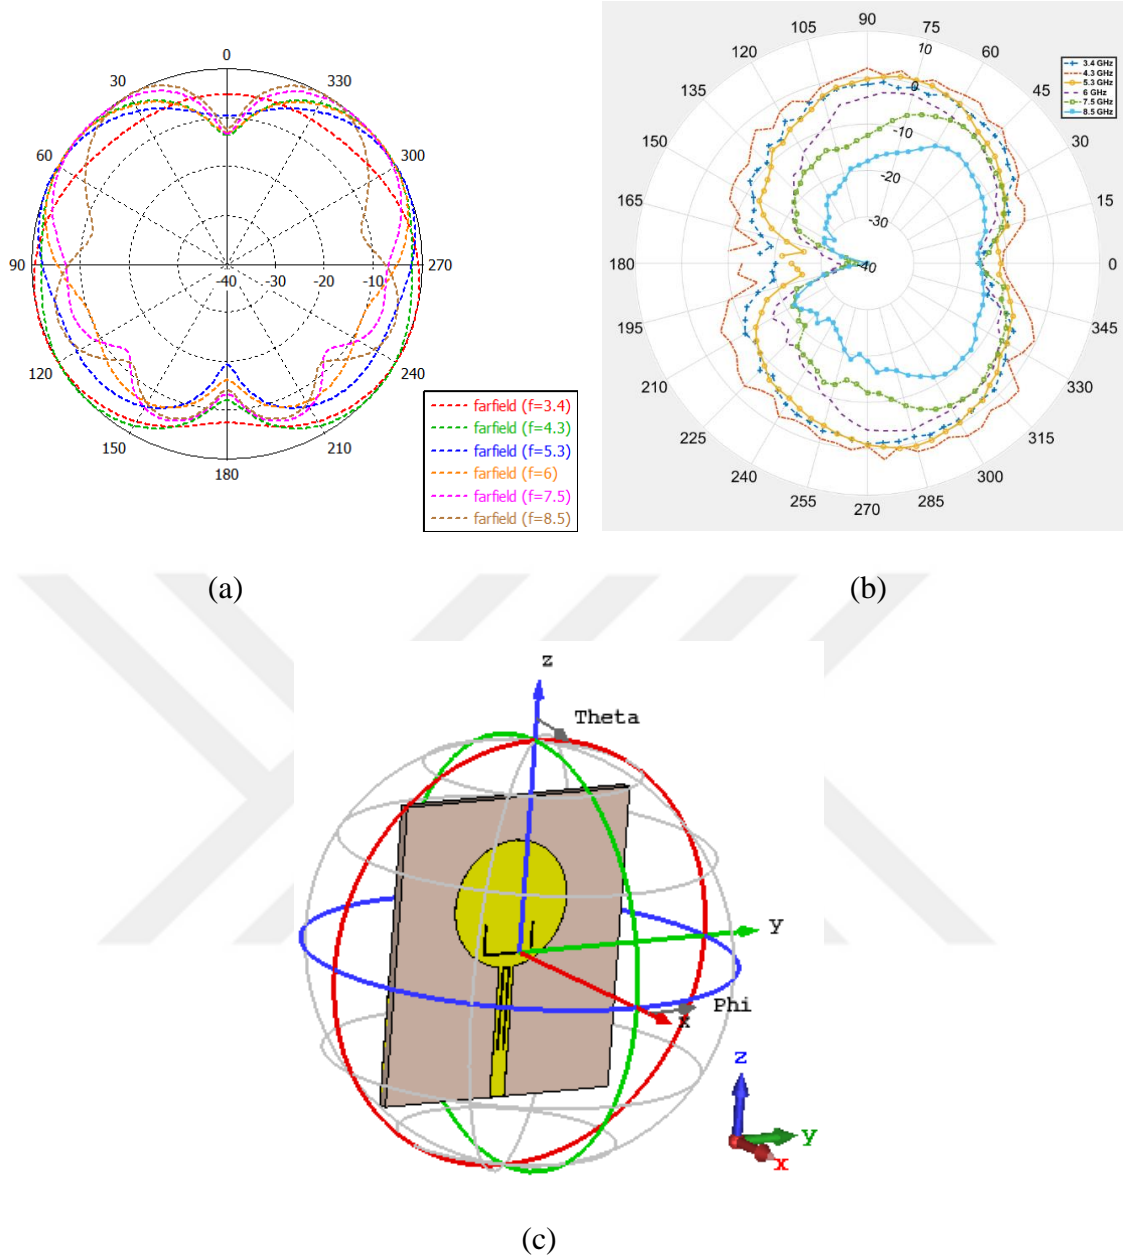 0
30
330
60
300
90
270
-40
-30
-20
-10
120
240
150
210
180
farfield (f=3.4)
farfield (f=4.3)
farfield (f=5.3)
farfield (f=6)
farfield (f=7.5)
farfield (f=8.5)
90
105
75
120
60
135
45
150
30
165
15
180
0
195
345
210
330
225
315
240
300
255
285
270
10
0
-10
-20
-30
-40
3.4 GHz
4.3 GHz
5.3 GHz
6 GHz
7.5 GHz
8.5 GHz
(a)
(b)
z
Theta
y
Phi
x
z
y
x
(c)